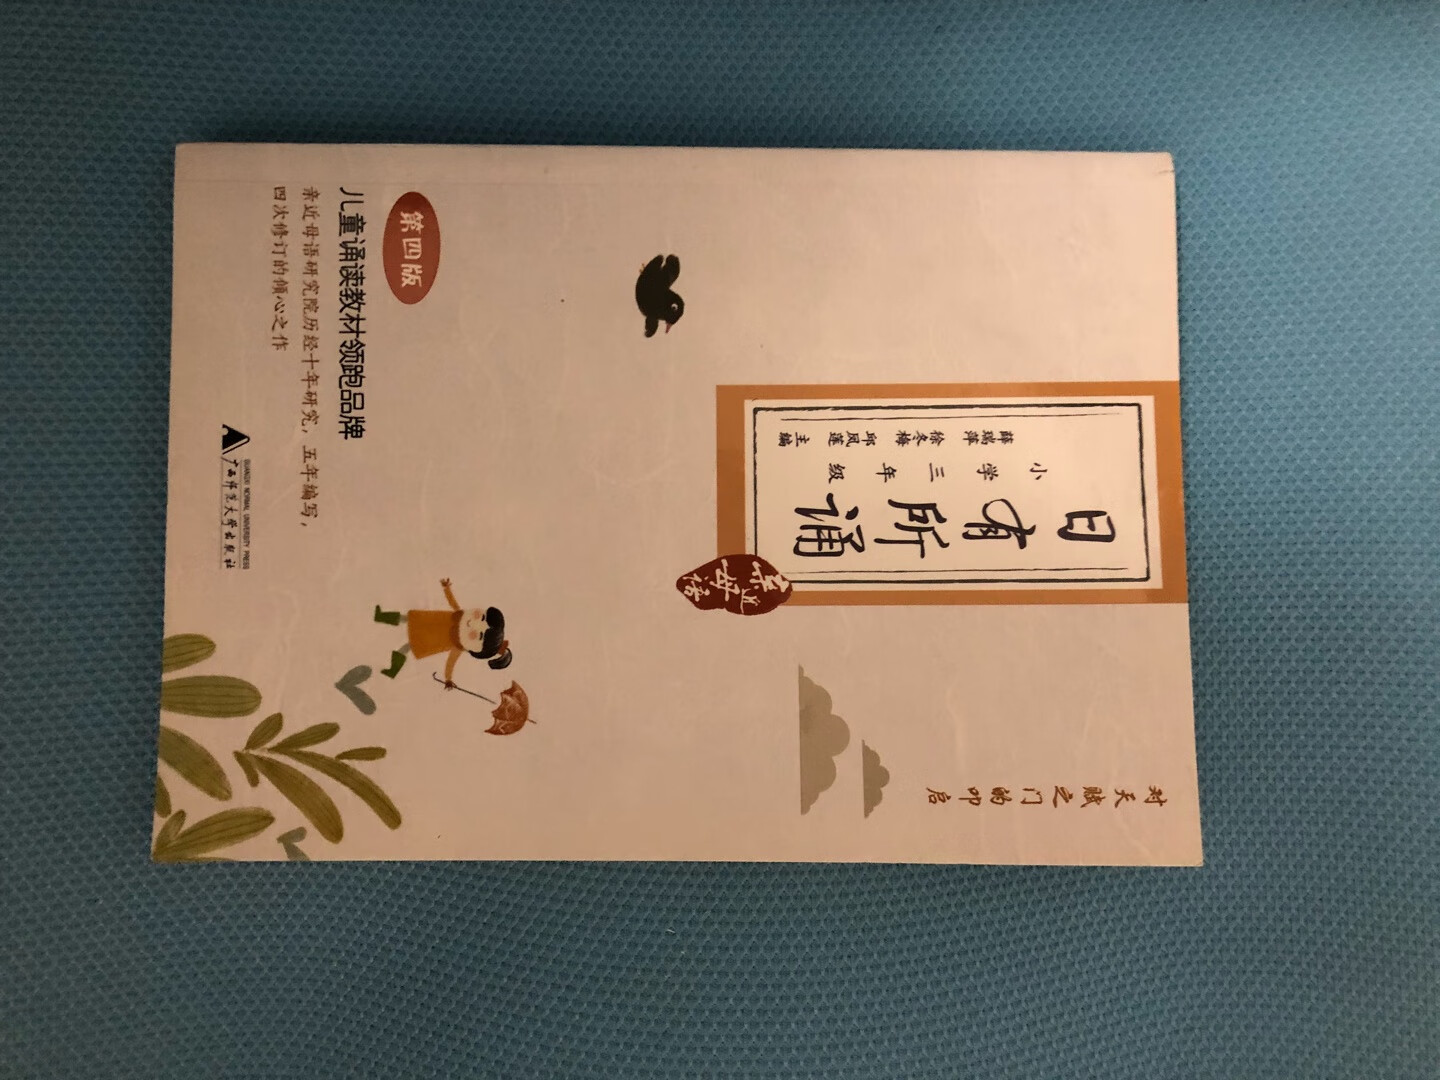 对天赋之门的叩启
日有所诵
小学三年级
薛瑞萍 徐冬梅 邱凤莲 主编
亲近母语
第四版
儿童诵读教材领跑品牌
亲近母语研究院历经十年研究，五年编写，
四次修订的倾心之作
广西师范大学出版社
GUANGXI NORMAL UNIVERSITY PRESS